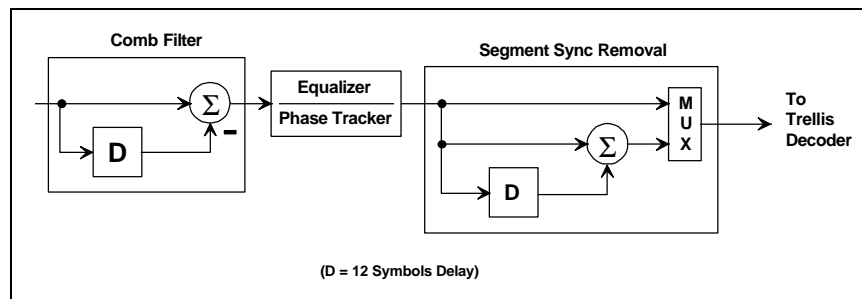 Comb Filter
Segment Sync Removal
Σ
–
D
Equalizer
Phase Tracker
Σ
D
M
U
X
To
Trellis
Decoder
(D = 12 Symbols Delay)